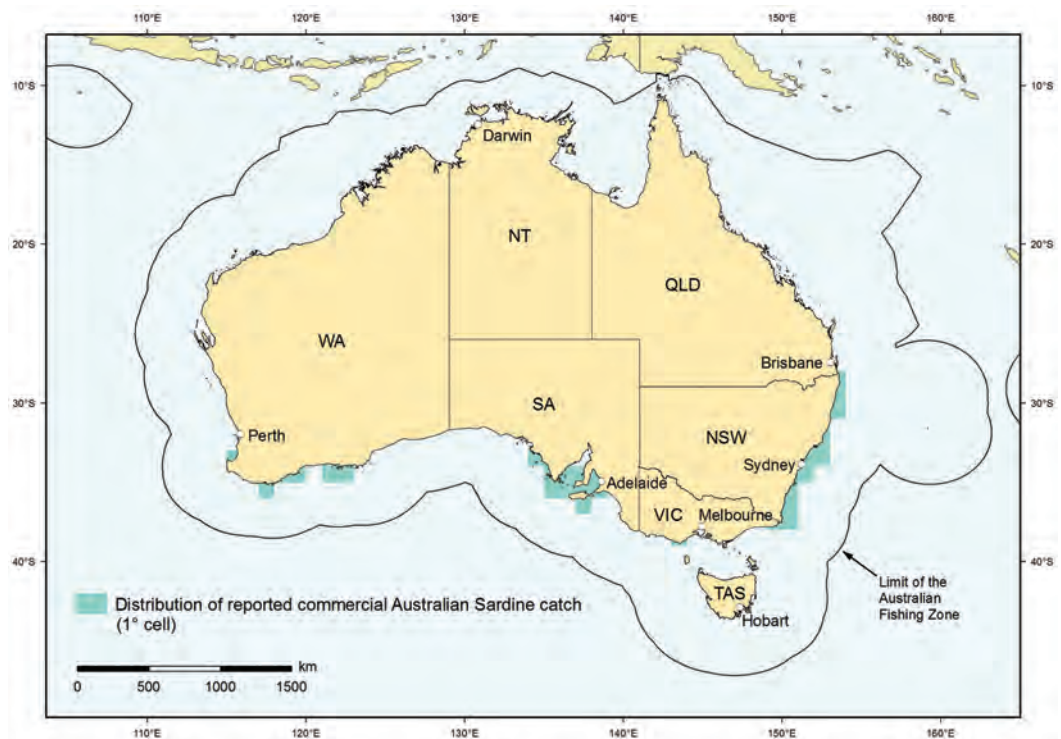 110°E 120°E 130°E 140°E 150°E 160°E
10°S 10°S
Darwin
20°S 20°S
NT
QLD
WA
Brisbane
30°S 30°S
SA
NSW
Perth
Sydney
Adelaide
VIC
Melbourne
40°S 40°S
TAS
Hobart
Limit of the
Australian
Fishing Zone
Distribution of reported commercial Australian Sardine catch
(1° cell)
km
0 500 1000 1500
110°E 120°E 130°E 140°E 150°E 160°E